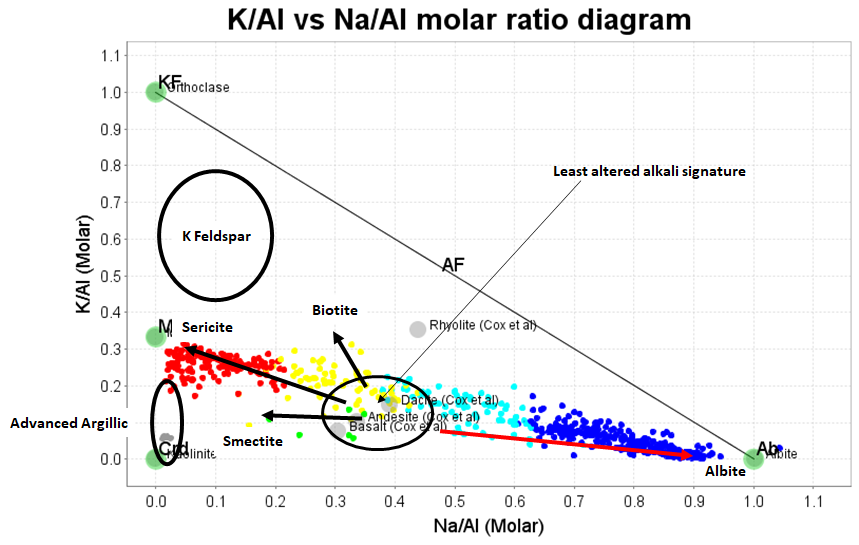 K/Al vs Na/Al molar ratio diagram
1.1
KF
Orthoclase
1.0
0.9
Least altered alkali signature
0.8
0.7
K Feldspar
0.6
K/Al (Molar)
AF
0.5
0.4
Biotite
Rhyolite (Cox et al)
M
Sericite
0.3
0.2
Dacite (Cox et al)
Advanced Argillic
Andesite (Cox et al)
0.1
Smectite
Basalt (Cox et al)
Crd
Kaolinite
Ab
Albite
0.0
Albite
0.0 0.1 0.2 0.3 0.4 0.5 0.6 0.7 0.8 0.9 1.0 1.1
Na/Al (Molar)